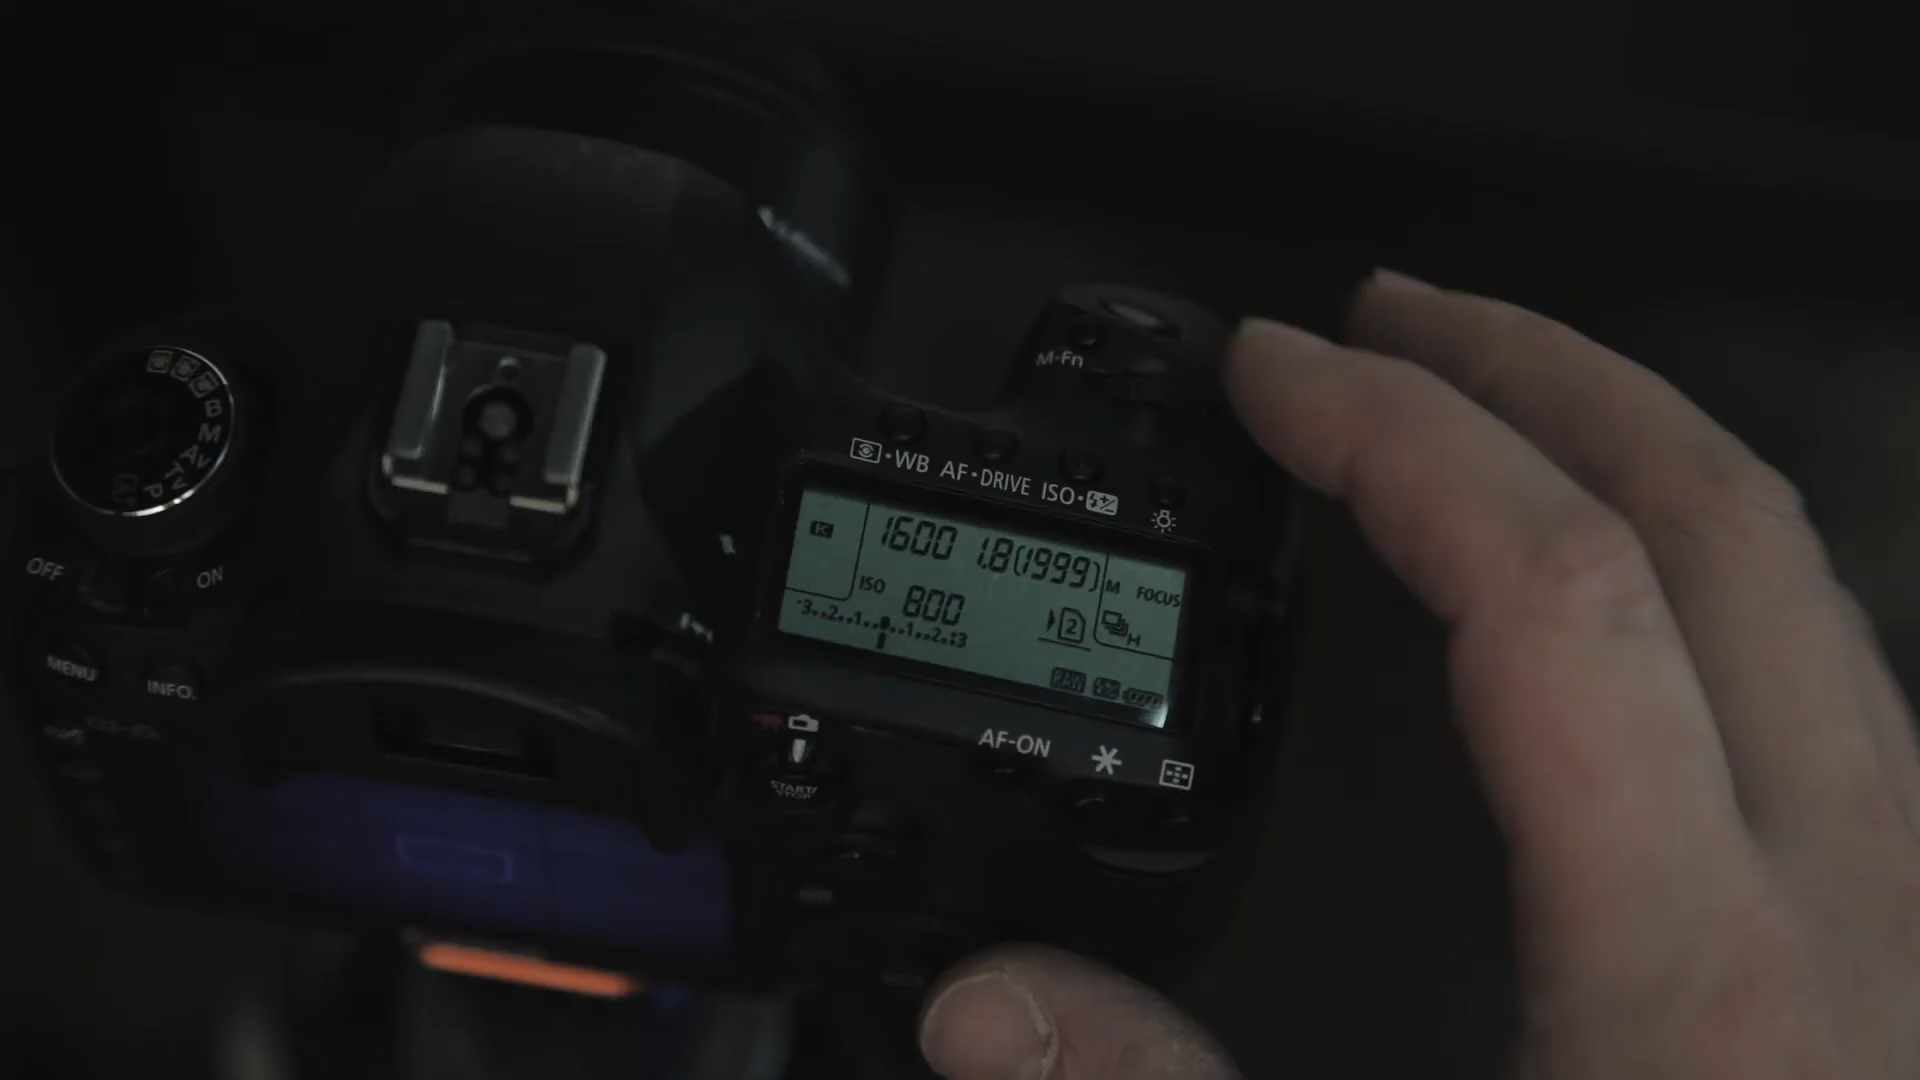 M-Fn
B
M
Av
Tv
P
•WB AF•DRIVE ISO•
K 1600 1.8(1999) M FOCUS
ISO 800 2 H
-3..2..1....1..2..:3
RAW
OFF ON
MENU INFO.
AF-ON
START/
STOP